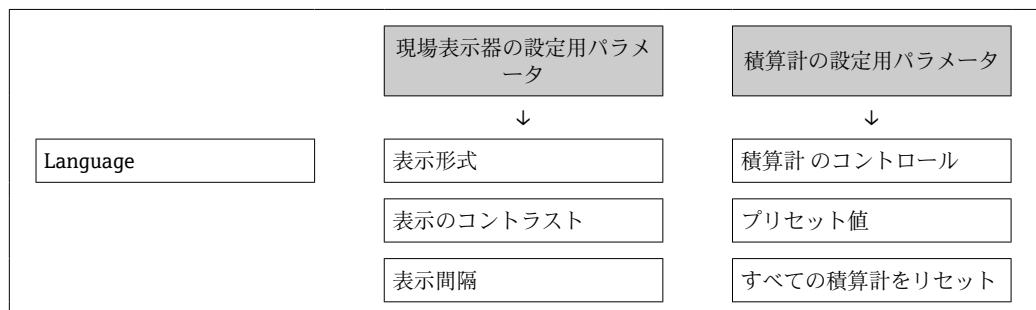 現場表示器の設定用パラメ
ータ
積算計の設定用パラメータ
↓
↓
Language
表示形式
積算計 のコントロール
表示のコントラスト
プリセット値
表示間隔
すべての積算計をリセット